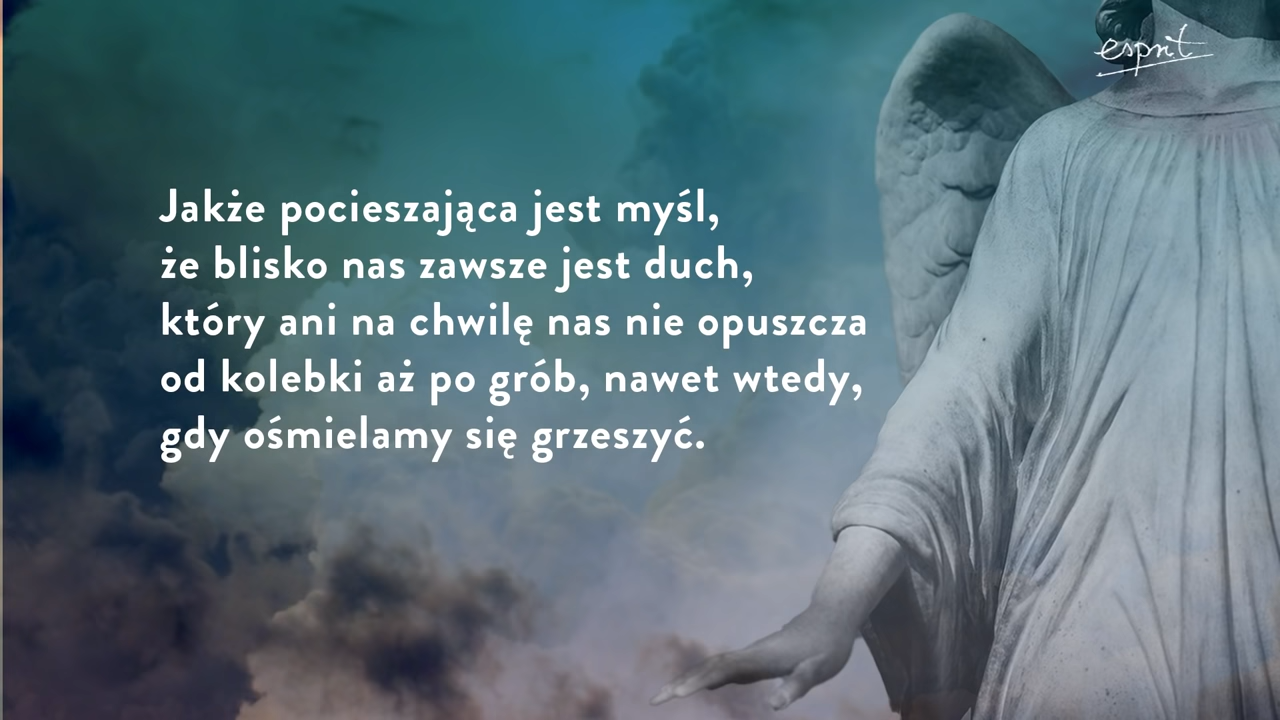 esprit
Jakże pocieszająca jest myśl,
że blisko nas zawsze jest duch,
który ani na chwilę nas nie opuszcza
od kolebki aż po grób, nawet wtedy,
gdy ośmielamy się grzeszyć.